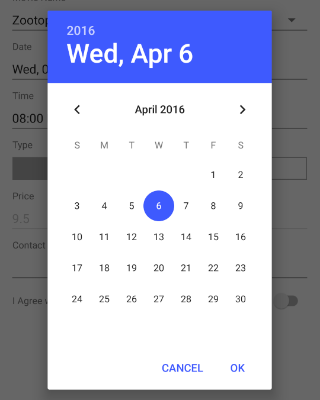 Zootop
Date
Wed, 0
Time
08:00
Type
Price
9.5
Contact
I Agree
2016
Wed, Apr 6
April 2016
S M T W T F S
1 2
3 4 5 6 7 8 9
10 11 12 13 14 15 16
17 18 19 20 21 22 23
24 25 26 27 28 29 30
CANCEL OK